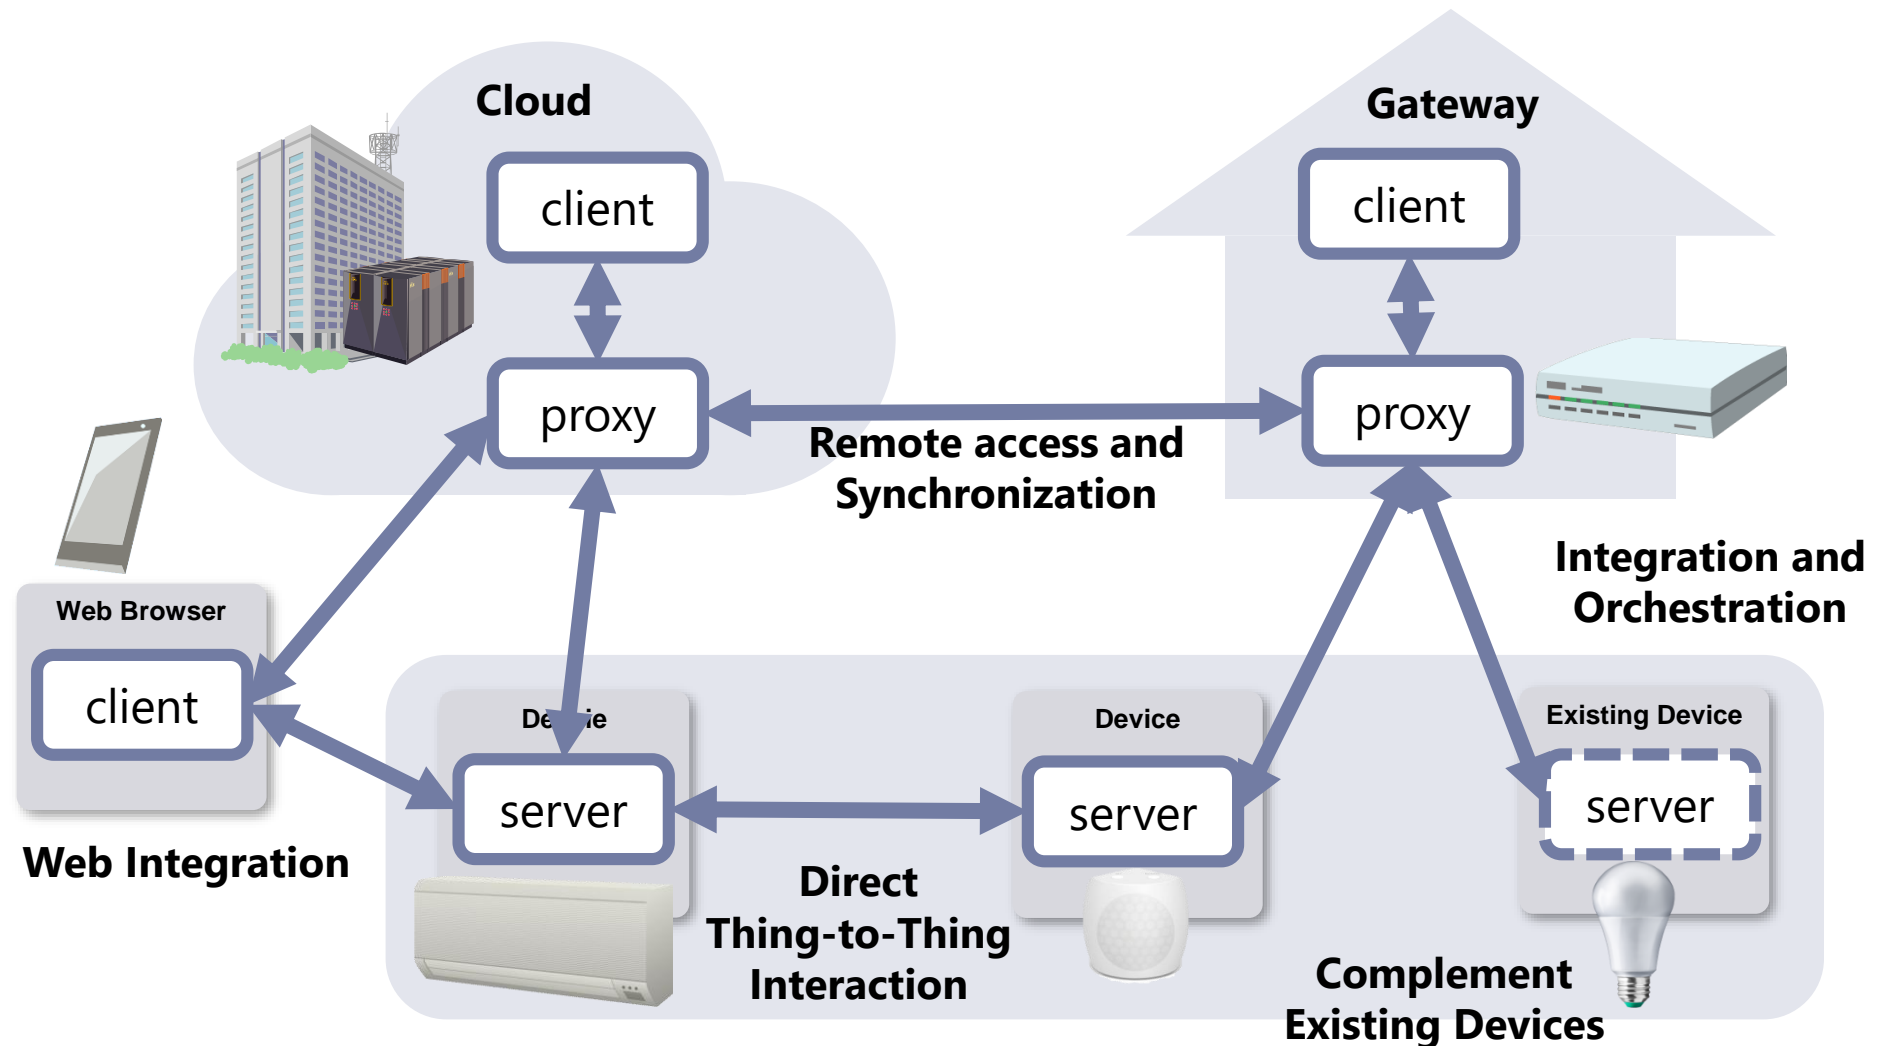 Cloud
Gateway
client
client
proxy
proxy
Remote access and
Synchronization
Integration and
Orchestration
Web Browser
client
Device
Existing Device
server
server
server
Web Integration
Direct
Thing-to-Thing
Interaction
Complement
Existing Devices